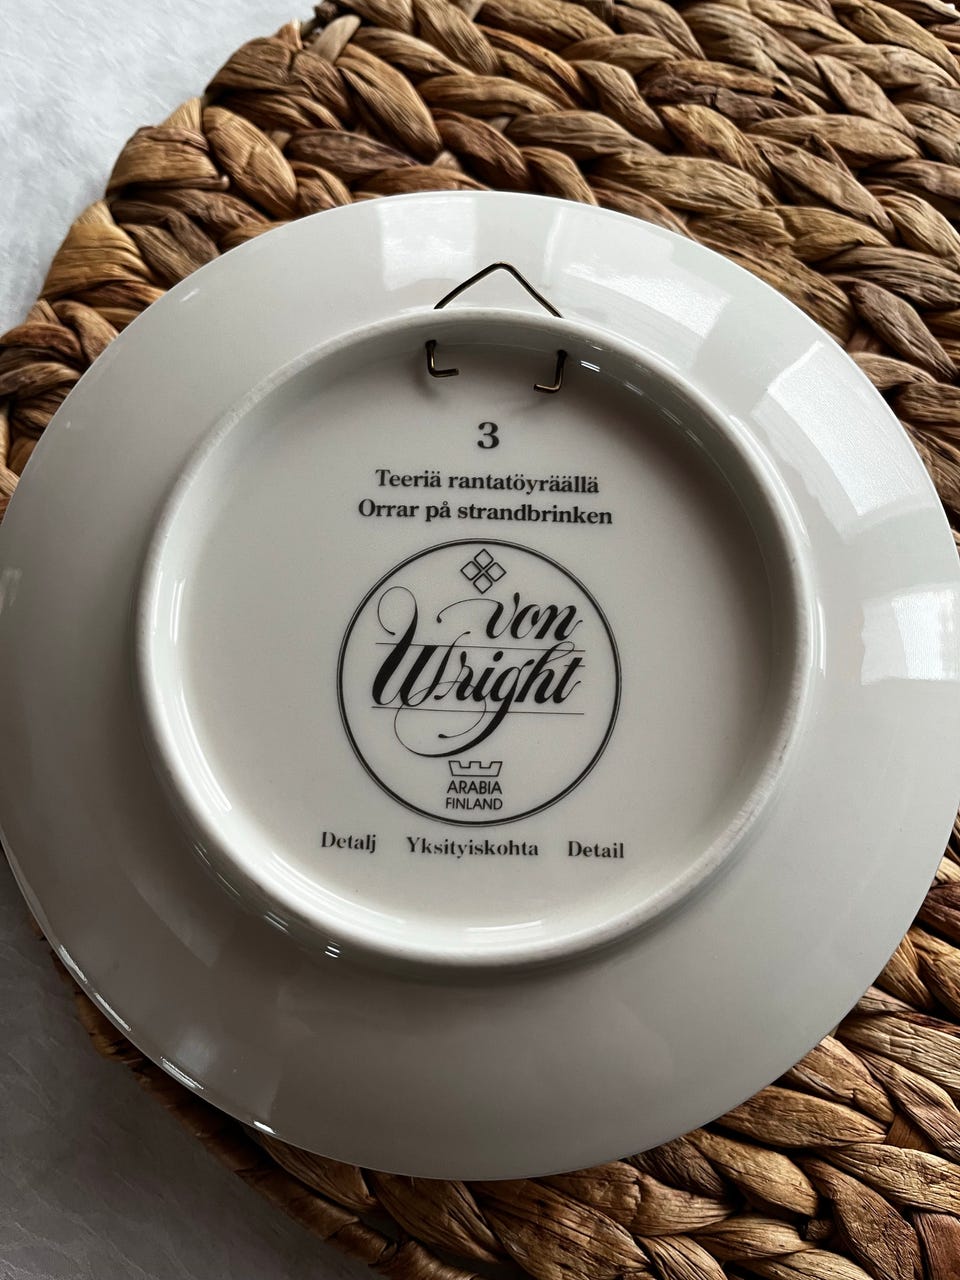 3
Teeriä rantatöyräällä
Orrar på strandbrinken
von
Wright
ARABIA
FINLAND
Detalj Yksityiskohta Detail